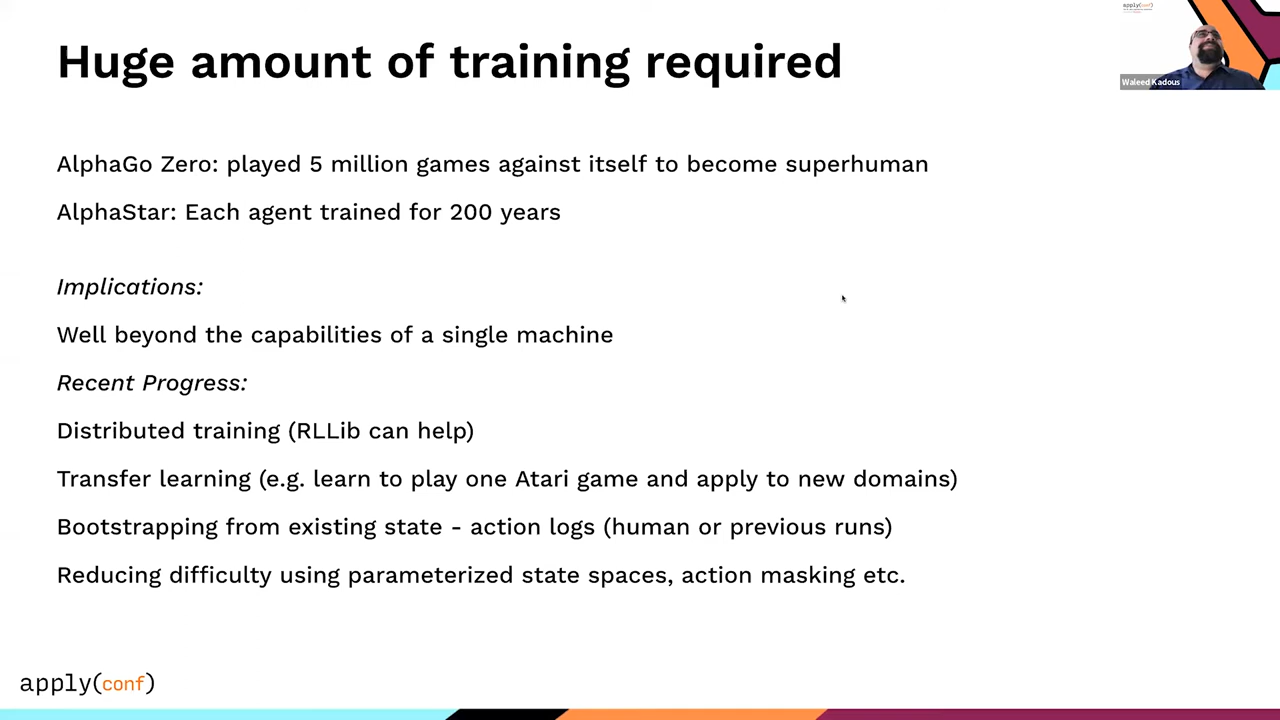 Huge amount of training required
apply(conf)
Waleed Kadous
AlphaGo Zero: played 5 million games against itself to become superhuman
AlphaStar: Each agent trained for 200 years
Implications:
Well beyond the capabilities of a single machine
Recent Progress:
Distributed training (RLLib can help)
Transfer learning (e.g. learn to play one Atari game and apply to new domains)
Bootstrapping from existing state - action logs (human or previous runs)
Reducing difficulty using parameterized state spaces, action masking etc.
apply(conf)